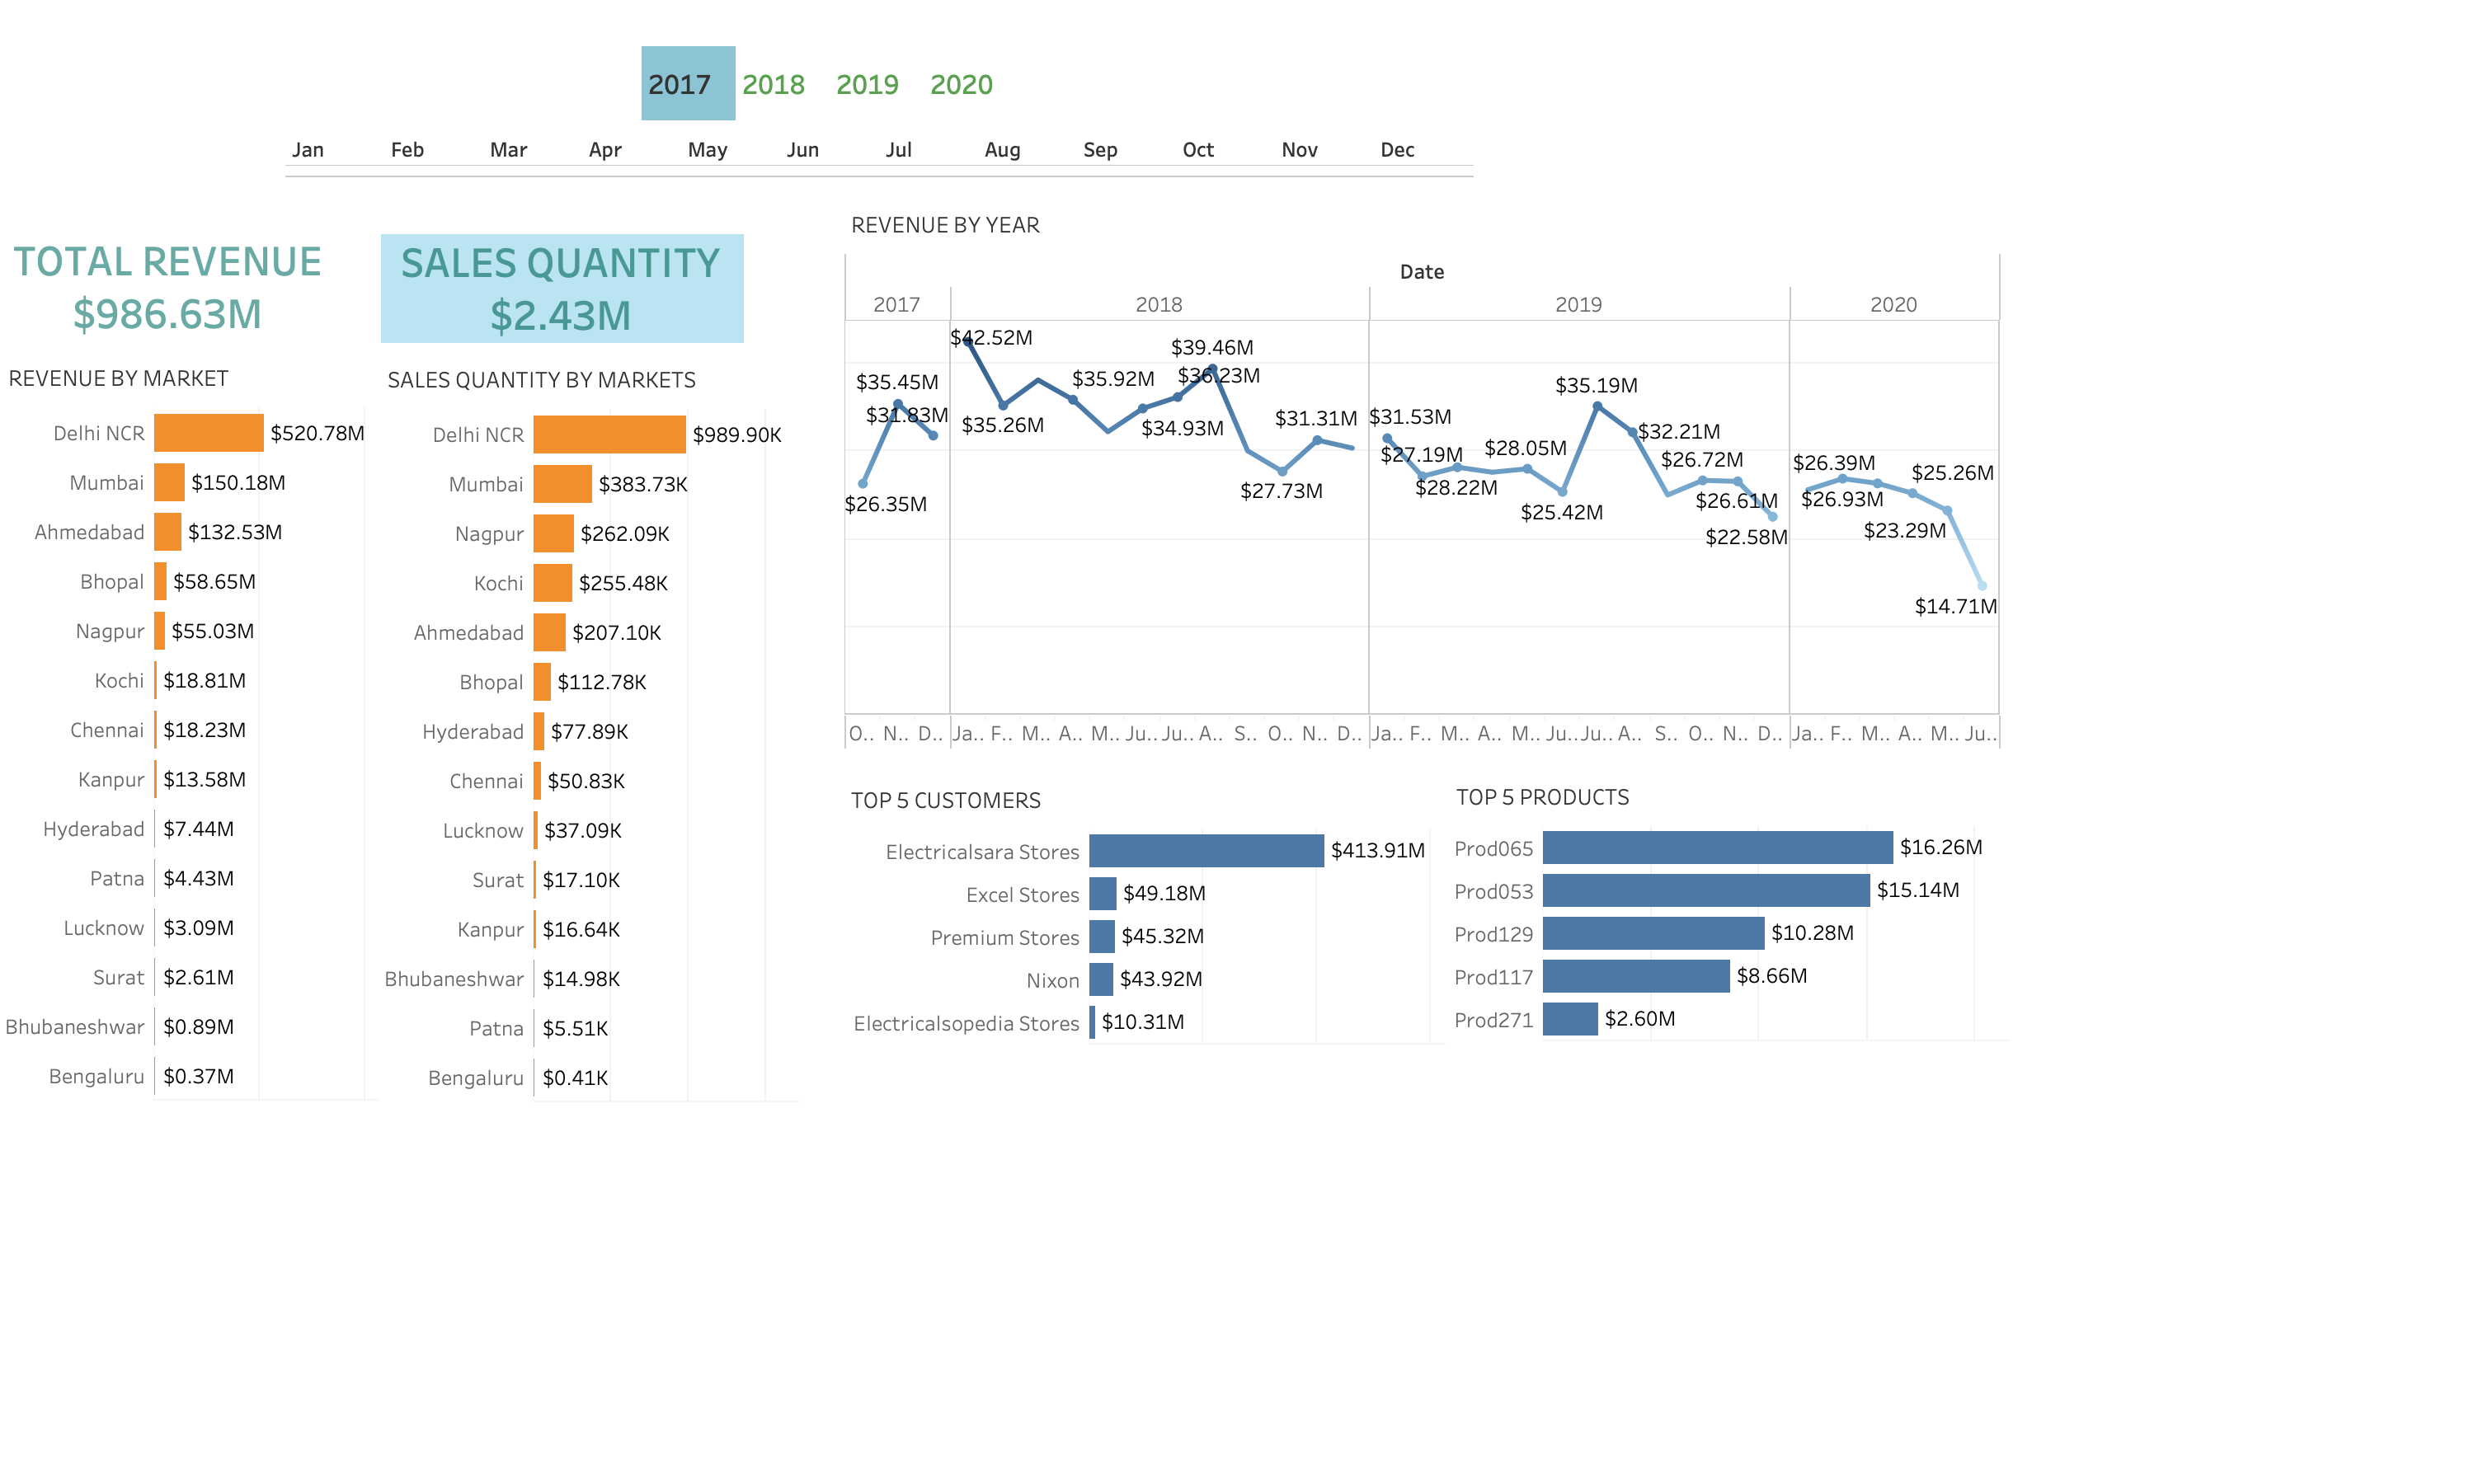 2017 2018 2019 2020
Jan Feb Mar Apr May Jun Jul Aug Sep Oct Nov Dec
TOTAL REVENUE
$986.63M
SALES QUANTITY
$2.43M
REVENUE BY MARKET
Delhi NCR $520.78M
Mumbai $150.18M
Ahmedabad $132.53M
Bhopal $58.65M
Nagpur $55.03M
Kochi $18.81M
Chennai $18.23M
Kanpur $13.58M
Hyderabad $7.44M
Patna $4.43M
Lucknow $3.09M
Surat $2.61M
Bhubaneshwar $0.89M
Bengaluru $0.37M
SALES QUANTITY BY MARKETS
Delhi NCR $989.90K
Mumbai $383.73K
Nagpur $262.09K
Kochi $255.48K
Ahmedabad $207.10K
Bhopal $112.78K
Hyderabad $77.89K
Chennai $50.83K
Lucknow $37.09K
Surat $17.10K
Kanpur $16.64K
Bhubaneshwar $14.98K
Patna $5.51K
Bengaluru $0.41K
REVENUE BY YEAR
Date
2017 2018 2019 2020
$26.35M
$35.45M
$31.83M
$42.52M
$35.26M
$35.92M
$34.93M
$36.23M
$39.46M
$27.73M
$31.31M
$31.53M
$27.19M
$28.22M
$28.05M
$25.42M
$35.19M
$32.21M
$26.72M
$26.61M
$22.58M
$26.39M
$26.93M
$25.26M
$23.29M
$14.71M
O.. N.. D.. Ja.. F.. M.. A.. M.. Ju.. Ju.. A.. S.. O.. N.. D.. Ja.. F.. M.. A.. M.. Ju.. Ju.. A.. S.. O.. N.. D.. Ja.. F.. M.. A.. M.. Ju..
TOP 5 CUSTOMERS
Electricalsara Stores $413.91M
Excel Stores $49.18M
Premium Stores $45.32M
Nixon $43.92M
Electricalsopedia Stores $10.31M
TOP 5 PRODUCTS
Prod065 $16.26M
Prod053 $15.14M
Prod129 $10.28M
Prod117 $8.66M
Prod271 $2.60M